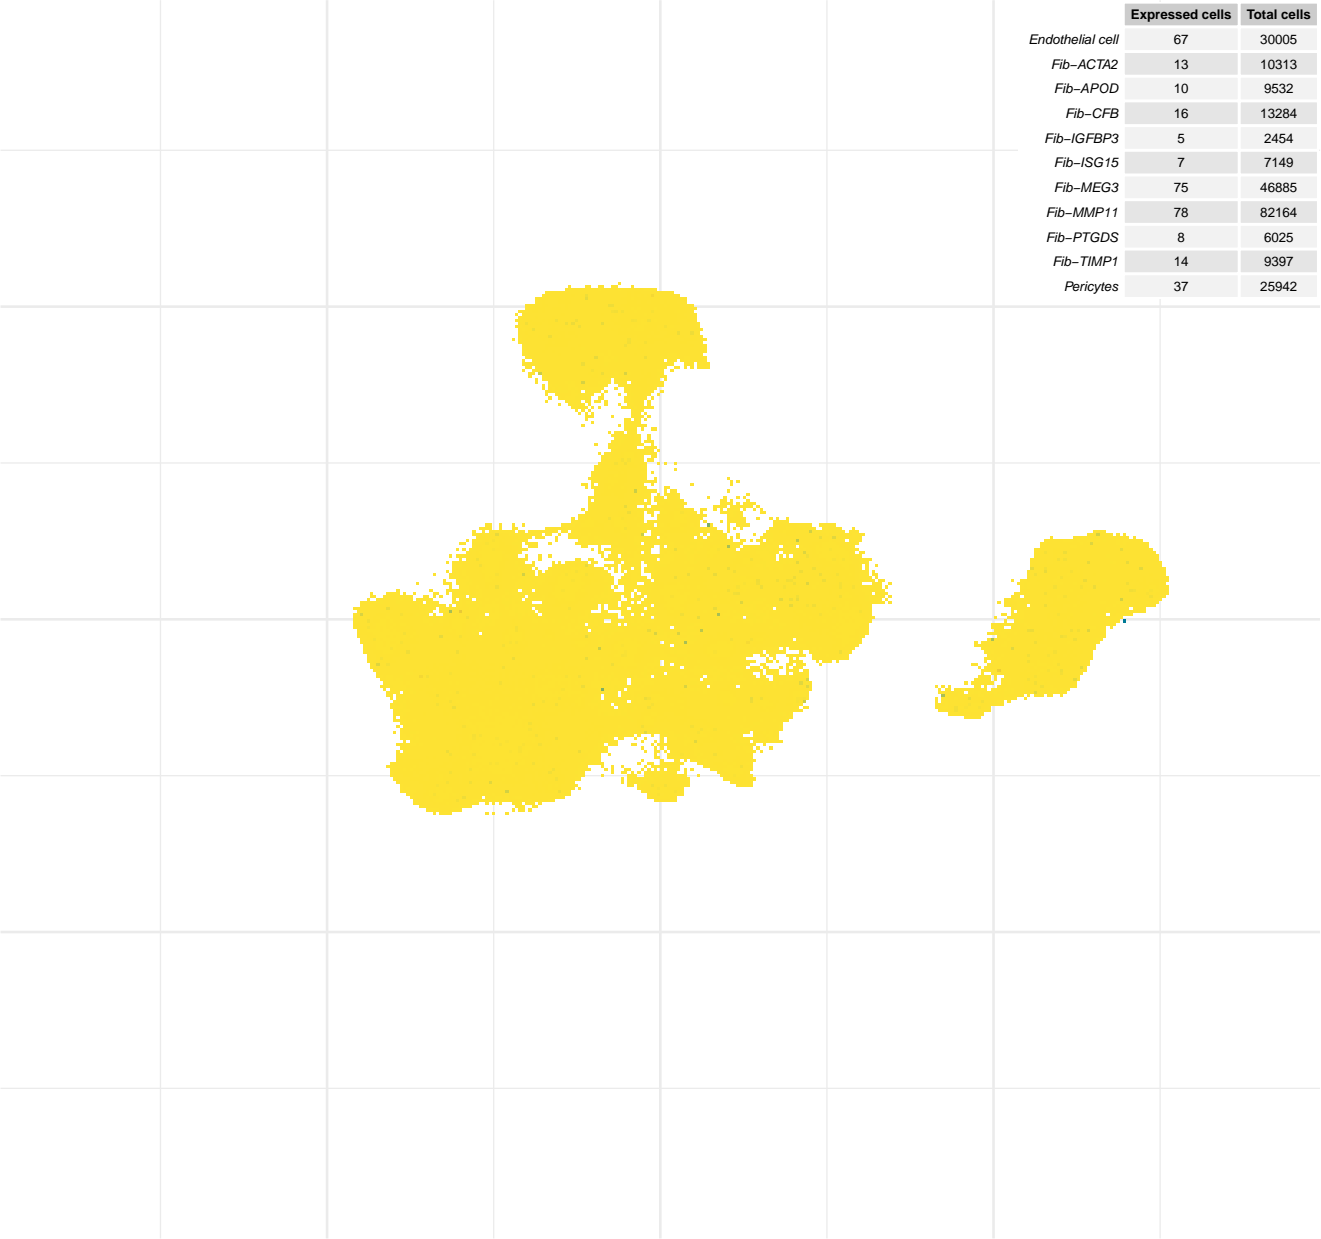 Expressed cells Total cells
Endothelial cell 67 30005
Fib−ACTA2 13 10313
Fib−APOD 10 9532
Fib−CFB 16 13284
Fib−IGFBP3 5 2454
Fib−ISG15 7 7149
Fib−MEG3 75 46885
Fib−MMP11 78 82164
Fib−PTGDS 8 6025
Fib−TIMP1 14 9397
Pericytes 37 25942